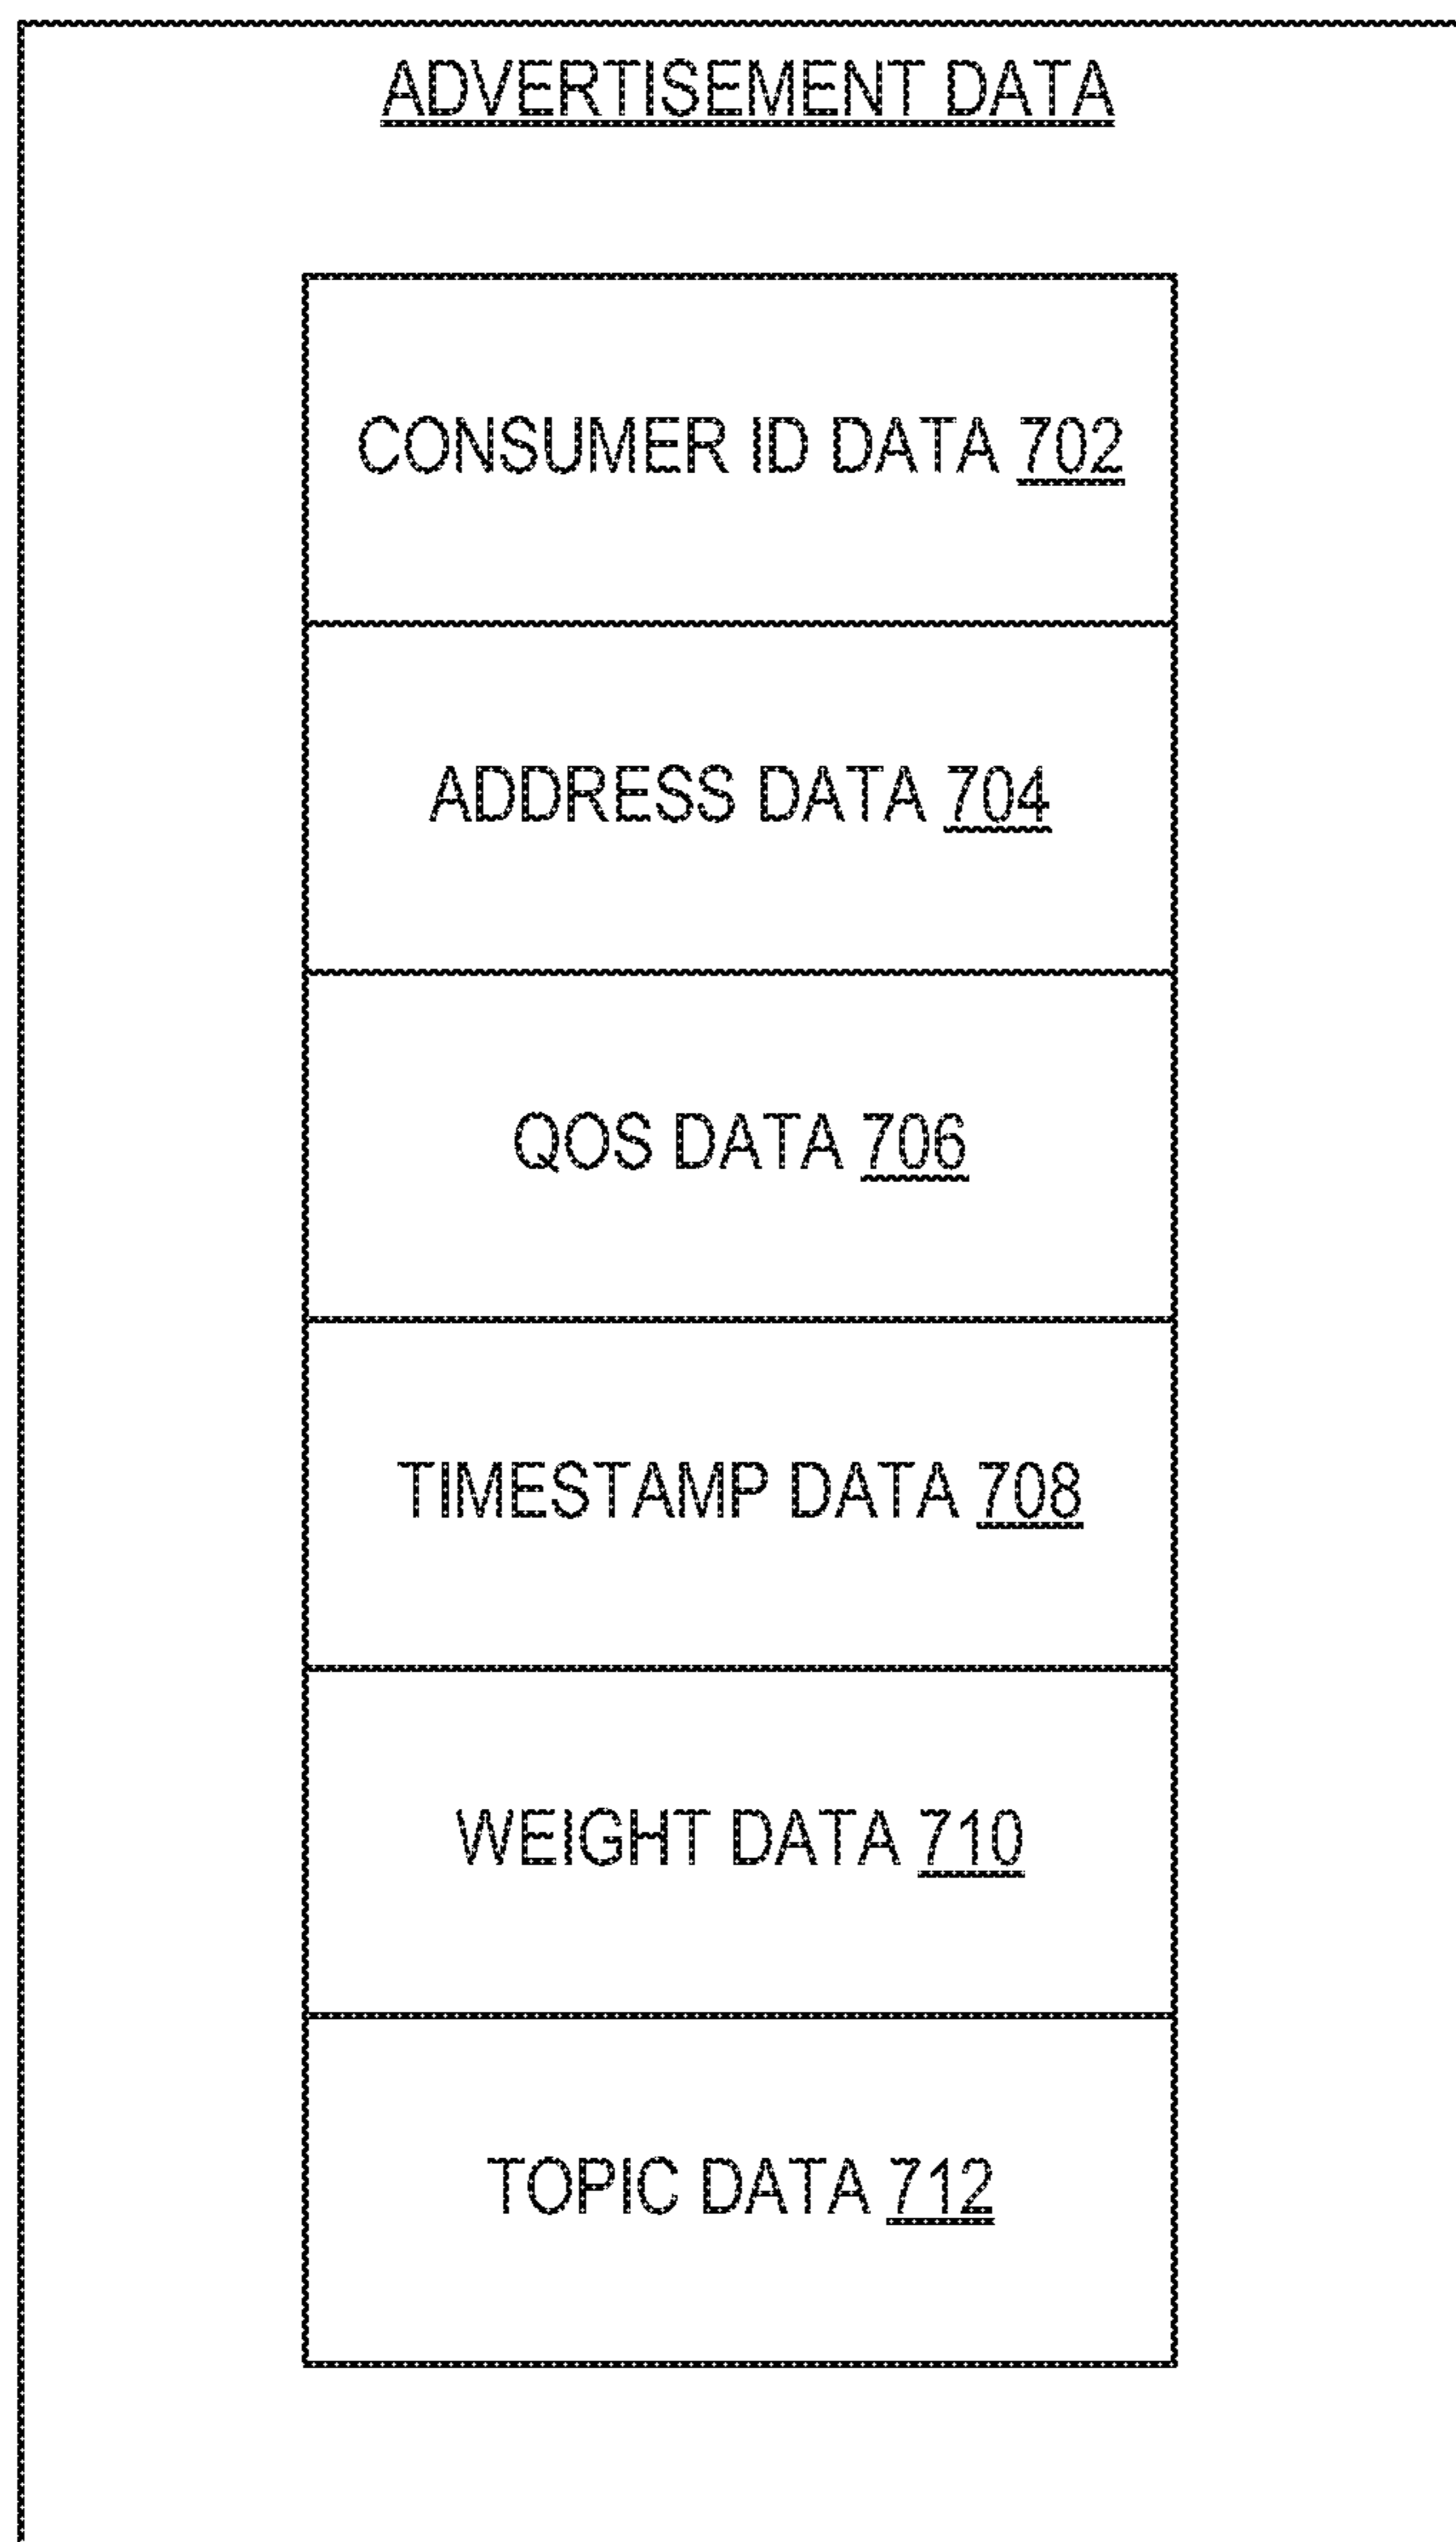 ADVERTISEMENT DATA
CONSUMER ID DATA 702
ADDRESS DATA 704
QOS DATA 706
TIMESTAMP DATA 708
WEIGHT DATA 710
TOPIC DATA 712